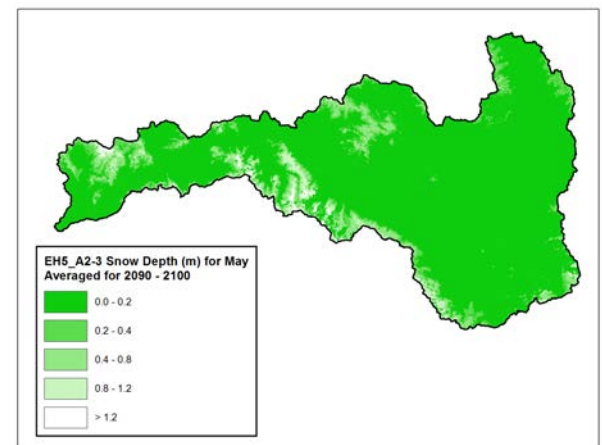 EH5_A2-3 Snow Depth (m) for May
Averaged for 2090 - 2100
0.0 - 0.2
0.2 - 0.4
0.4 - 0.8
0.8 - 1.2
> 1.2